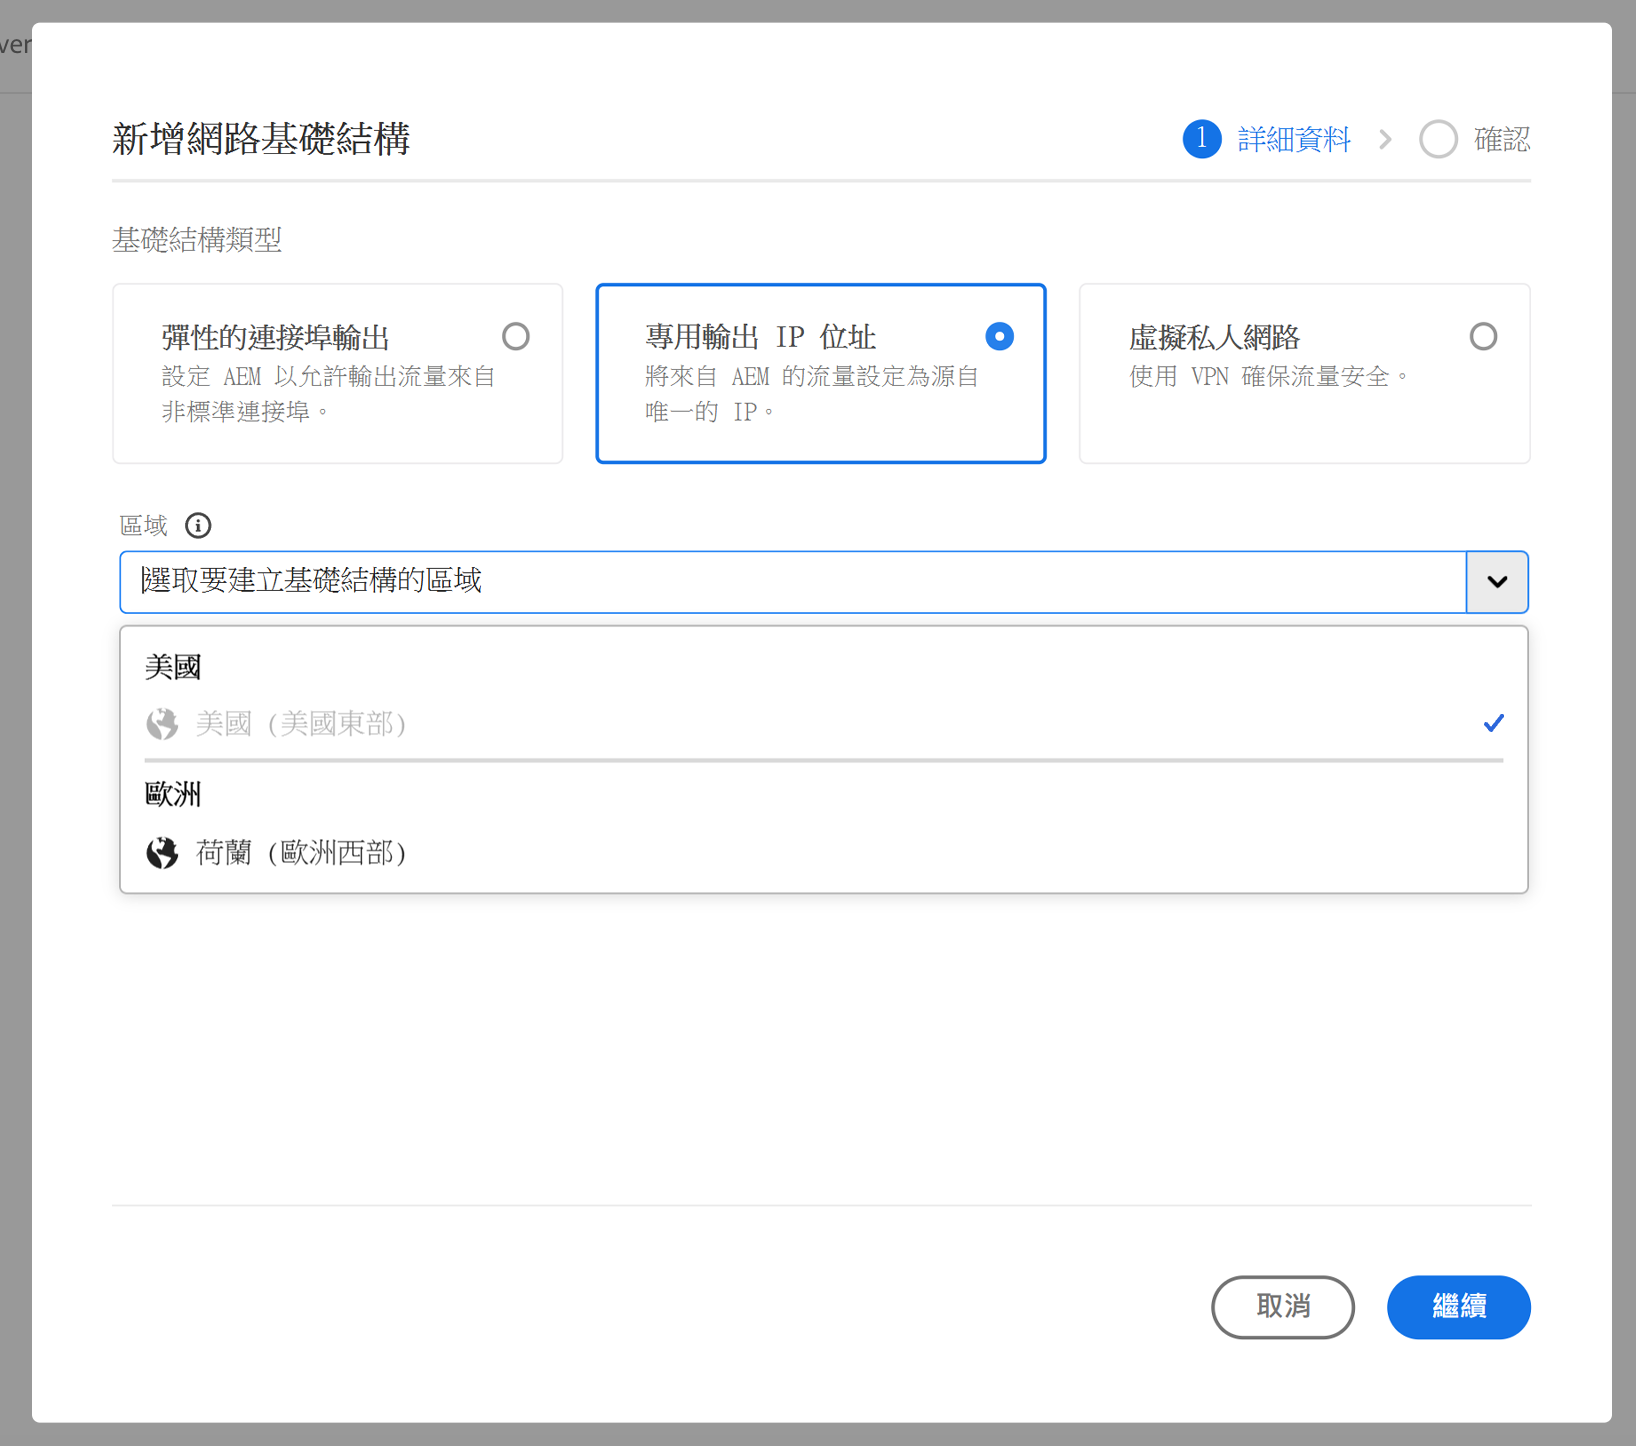 ver
新增網路基礎結構
1 詳細資料 確認
基礎結構類型
彈性的連接埠輸出
設定 AEM 以允許輸出流量來自
非標準連接埠。
專用輸出 IP 位址
將來自 AEM 的流量設定為源自
唯一的 IP。
虛擬私人網路
使用 VPN 確保流量安全。
區域
選取要建立基礎結構的區域
美國
美國 (美國東部)
歐洲
荷蘭 (歐洲西部)
取消
繼續